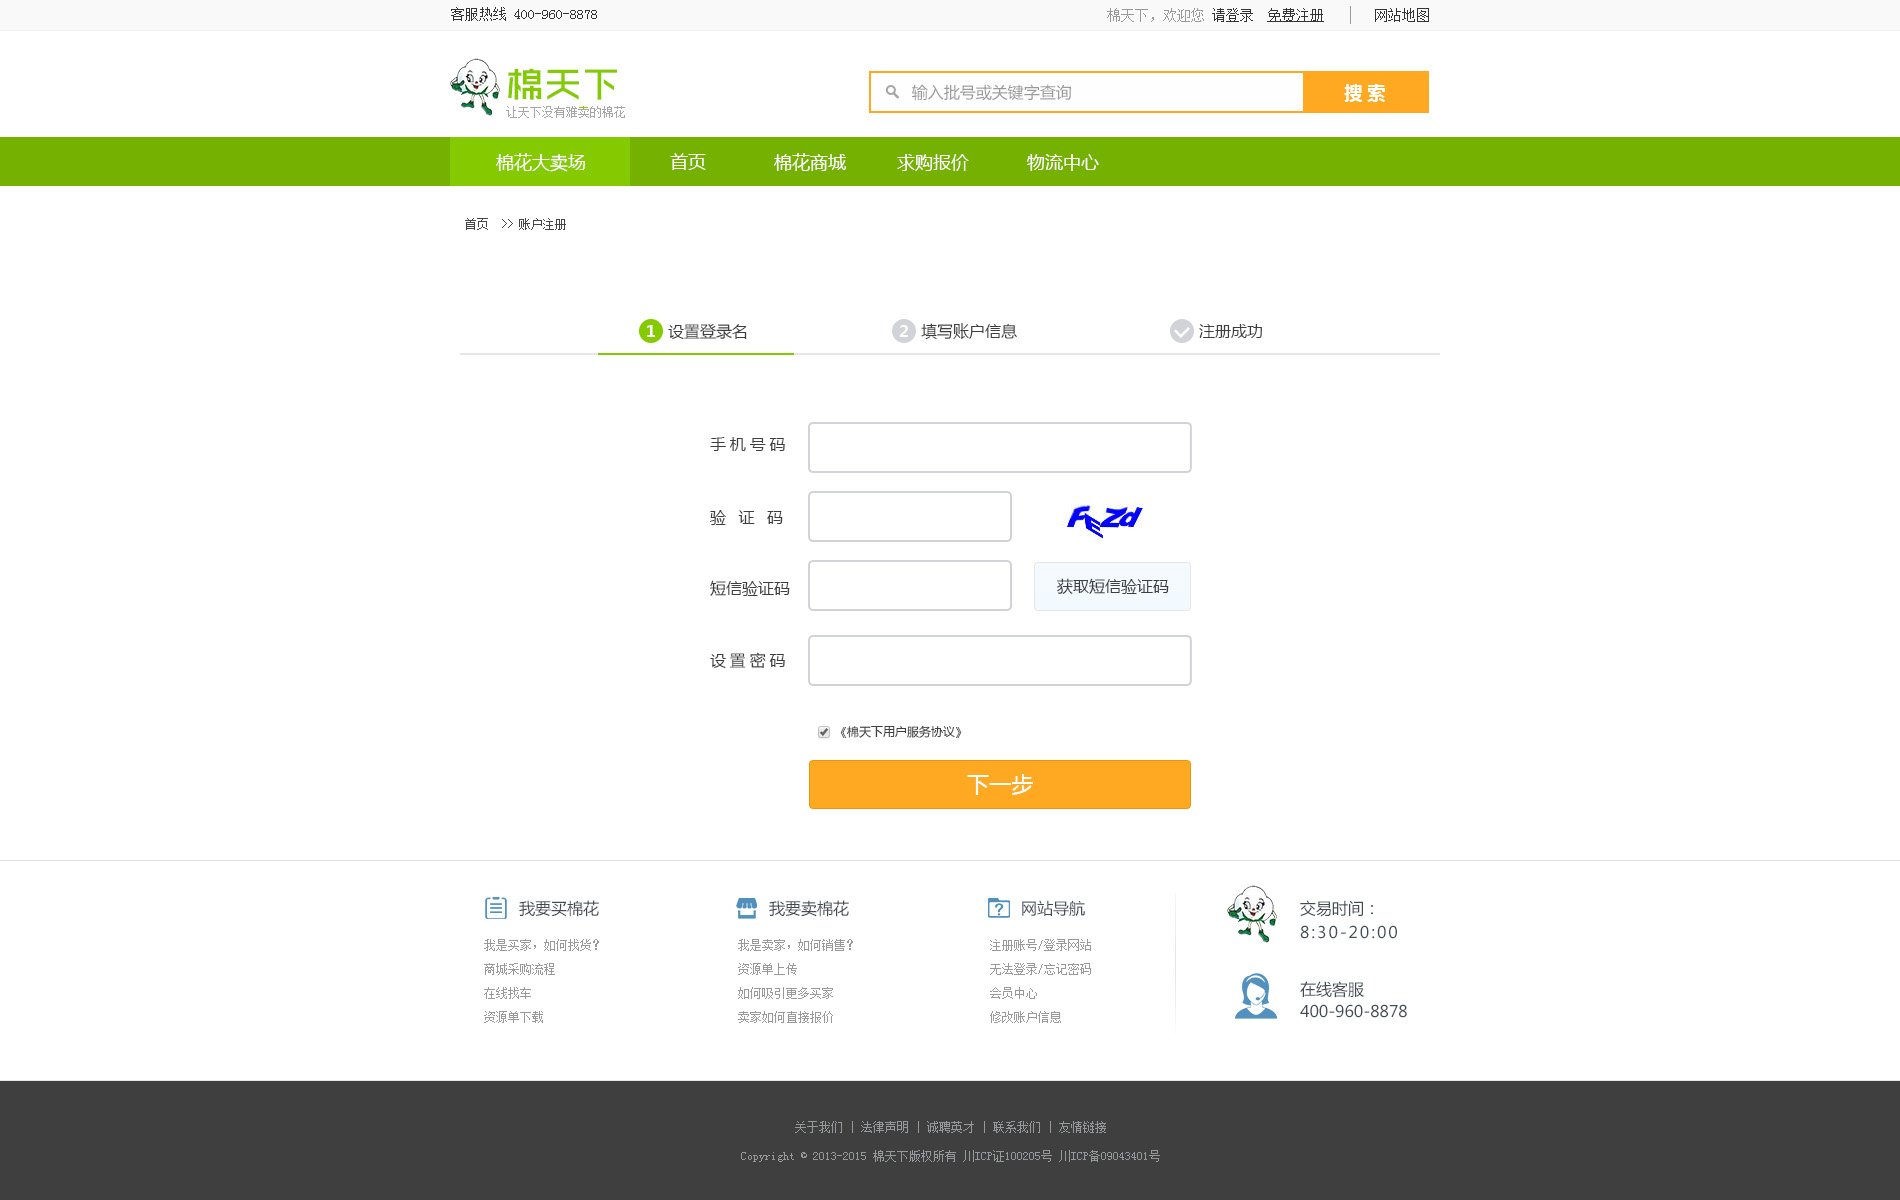 客服热线 400-960-8878
棉天下，欢迎您 请登录 免费注册 | 网站地图
棉天下
让天下没有难卖的棉花
输入批号或关键字查询
搜索
棉花大卖场 首页 棉花商城 求购报价 物流中心
首页 >> 账户注册
1 设置登录名 2 填写账户信息 注册成功
手机号码
验证码 FEZd
短信验证码 获取短信验证码
设置密码
《棉天下用户服务协议》
下一步
我要买棉花
我是买家，如何找货？
商城采购流程
在线找车
资源单下载
我要卖棉花
我是卖家，如何销售？
资源单上传
如何吸引更多买家
卖家如何直接报价
网站导航
注册账号/登录网站
无法登录/忘记密码
会员中心
修改账户信息
交易时间：
8:30-20:00
在线客服
400-960-8878
关于我们 | 法律声明 | 诚聘英才 | 联系我们 | 友情链接
Copyright © 2013-2015 棉天下版权所有 川ICP证100205号 川ICP备09043401号